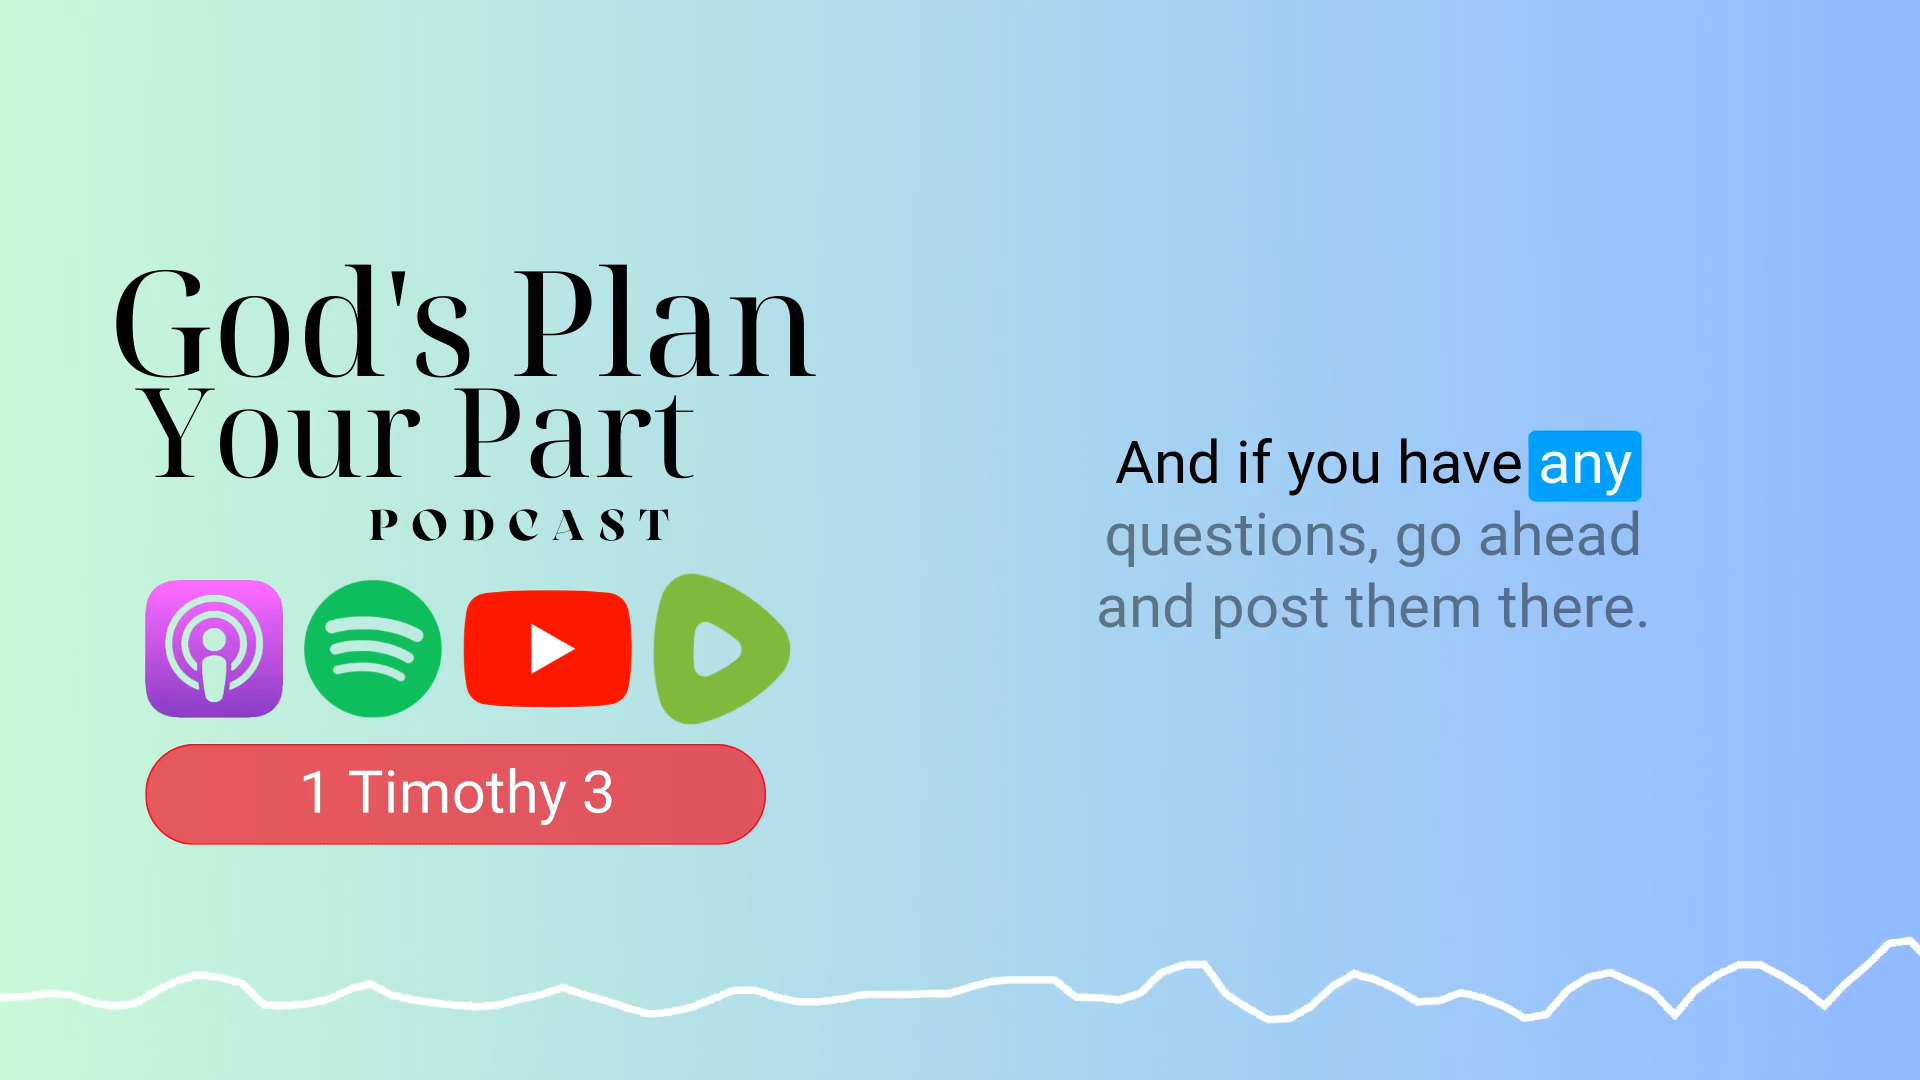 God's Plan
Your Part
PODCAST
1 Timothy 3
And if you have any
questions, go ahead
and post them there.